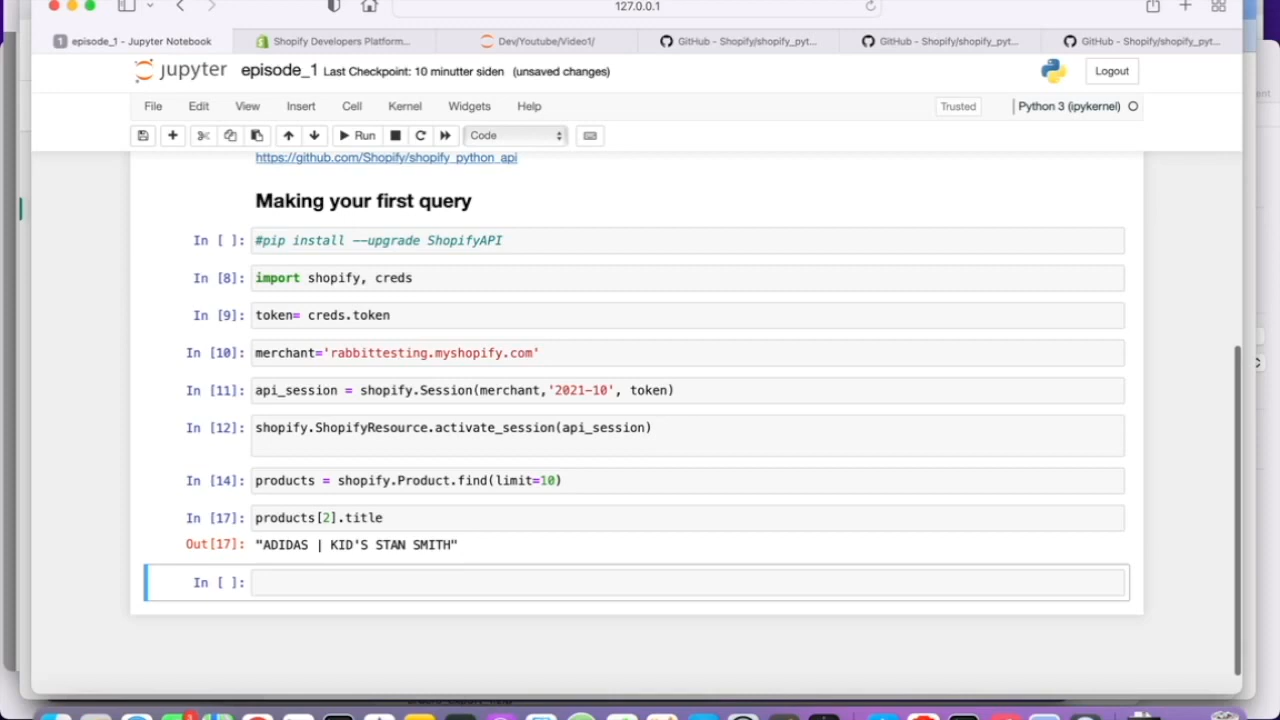 127.0.0.1
1 episode_1 - Jupyter Notebook
Shopify Developers Platform...
Dev/Youtube/Video1/
GitHub - Shopify/shopify_pyt...
GitHub - Shopify/shopify_pyt...
GitHub - Shopify/shopify_pyt...
jupyter episode_1 Last Checkpoint: 10 minutter siden (unsaved changes)
Logout
File Edit View Insert Cell Kernel Widgets Help
Trusted
Python 3 (ipykernel)
Run
Code
https://github.com/Shopify/shopify_python_api
Making your first query
In [ ]: #pip install --upgrade ShopifyAPI
In [8]: import shopify, creds
In [9]: token= creds.token
In [10]: merchant='rabbittesting.myshopify.com'
In [11]: api_session = shopify.Session(merchant,'2021-10', token)
In [12]: shopify.ShopifyResource.activate_session(api_session)
In [14]: products = shopify.Product.find(limit=10)
In [17]: products[2].title
Out[17]: "ADIDAS | KID'S STAN SMITH"
In [ ]: